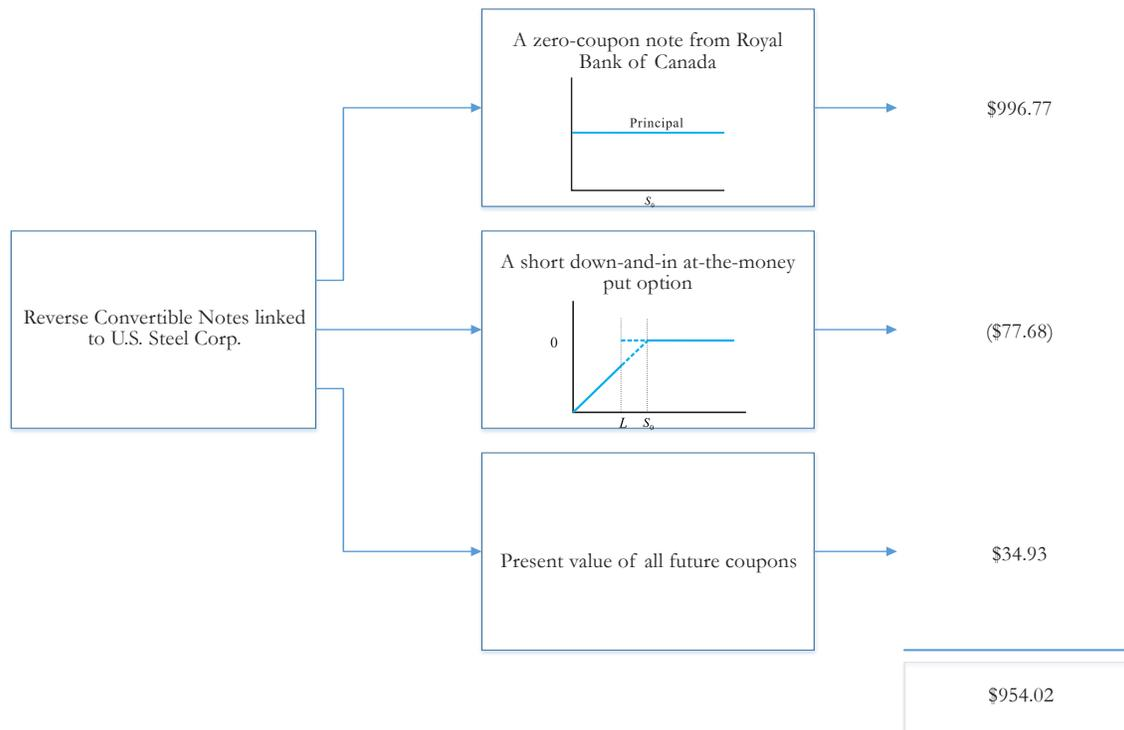 A zero-coupon note from Royal
Bank of Canada
Principal
S₀
$996.77
Reverse Convertible Notes linked
to U.S. Steel Corp.
A short down-and-in at-the-money
put option
0
L S₀
($77.68)
Present value of all future coupons
$34.93
$954.02